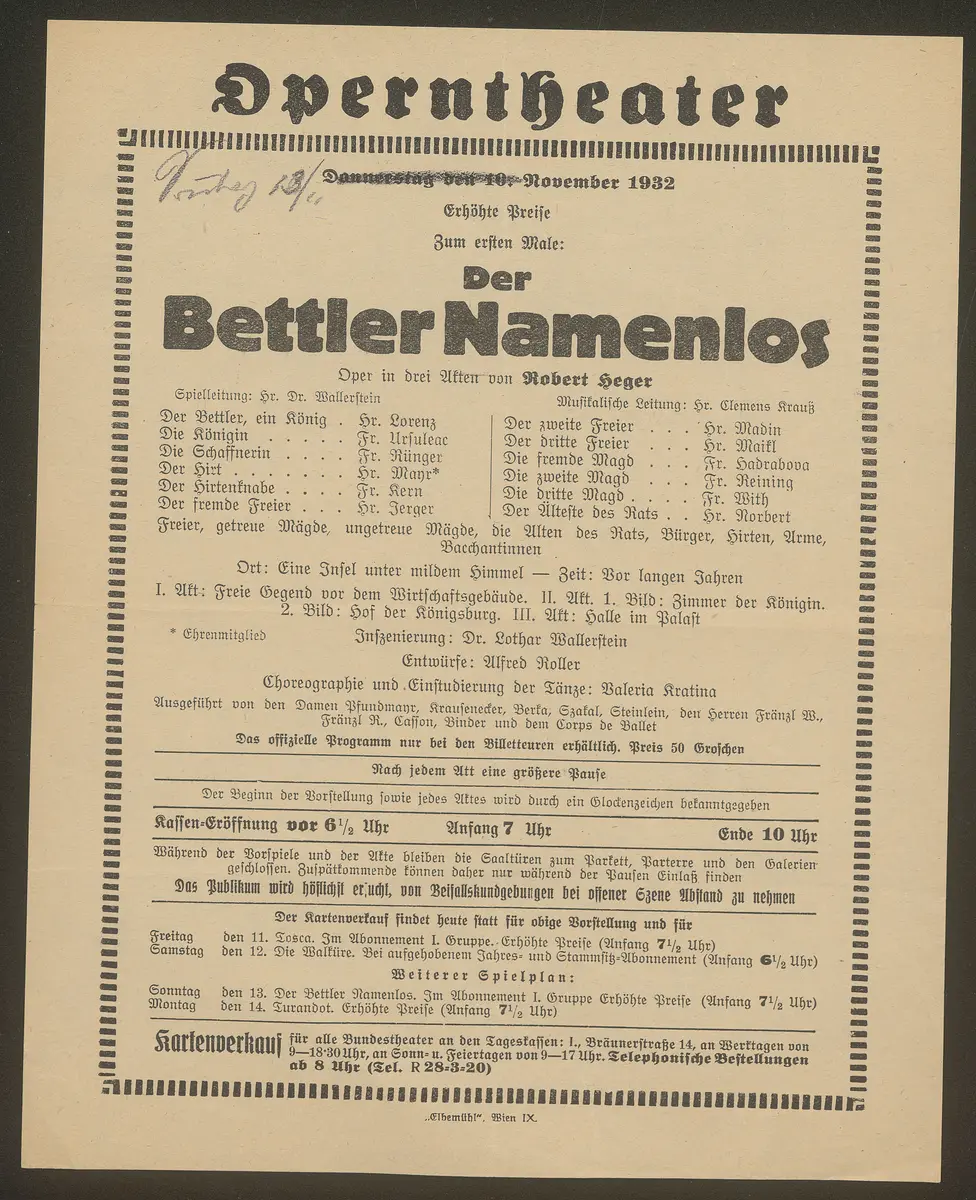 Operntheater
Donnerstag den 10. November 1932
Erhöhte Preise
Zum ersten Male:
Der
Bettler Namenlos
Oper in drei Akten von Robert Heger
Spielleitung: Hr. Dr. Wallerstein
Musikalische Leitung: Hr. Clemens Krauß
Der Bettler, ein König . Hr. Lorenz
Die Königin . . . . . Fr. Ursuleac
Die Schaffnerin . . . . Fr. Rünger
Der Hirt . . . . . . . Hr. Mayr*
Der Hirtenknabe . . . . Fr. Kern
Der fremde Freier . . . Hr. Jerger
Der zweite Freier . . . Hr. Madin
Der dritte Freier . . . Hr. Maikl
Die fremde Magd . . . Fr. Hadrabova
Die zweite Magd . . . Fr. Reining
Die dritte Magd . . . . Fr. With
Der Älteste des Rats . . Hr. Norbert
Freier, getreue Mägde, ungetreue Mägde, die Alten des Rats, Bürger, Hirten, Arme,
Bacchantinnen
Ort: Eine Insel unter mildem Himmel — Zeit: Vor langen Jahren
I. Akt: Freie Gegend vor dem Wirtschaftsgebäude. II. Akt. 1. Bild: Zimmer der Königin.
2. Bild: Hof der Königsburg. III. Akt: Halle im Palast
* Ehrenmitglied
Inszenierung: Dr. Lothar Wallerstein
Entwürfe: Alfred Roller
Choreographie und Einstudierung der Tänze: Valeria Kratina
Ausgeführt von den Damen Pfundmayr, Krausenecker, Berka, Szakal, Steinlein, den Herren Fränzl W.,
Fränzl R., Casson, Binder und dem Corps de Ballet
Das offizielle Programm nur bei den Billetteuren erhältlich. Preis 50 Groschen
Nach jedem Akt eine größere Pause
Der Beginn der Vorstellung sowie jedes Aktes wird durch ein Glockenzeichen bekanntgegeben
Kassen-Eröffnung vor 6 1/2 Uhr Anfang 7 Uhr Ende 10 Uhr
Während der Vorspiele und der Akte bleiben die Saaltüren zum Parkett, Parterre und den Galerien
geschlossen. Zuspätkommende können daher nur während der Pausen Einlaß finden
Das Publikum wird höflichst ersucht, von Beifallskundgebungen bei offener Szene Abstand zu nehmen
Der Kartenverkauf findet heute statt für obige Vorstellung und für
Freitag den 11. Tosca. Im Abonnement I. Gruppe. Erhöhte Preise (Anfang 7 1/2 Uhr)
Samstag den 12. Die Walküre. Bei aufgehobenem Jahres- und Stammsitz-Abonnement (Anfang 6 1/2 Uhr)
Weiterer Spielplan:
Sonntag den 13. Der Bettler Namenlos. Im Abonnement I. Gruppe Erhöhte Preise (Anfang 7 1/2 Uhr)
Montag den 14. Turandot. Erhöhte Preise (Anfang 7 1/2 Uhr)
Kartenverkauf für alle Bundestheater an den Tageskassen: I., Bräunerstraße 14, an Werktagen von
9—18·30 Uhr, an Sonn- u. Feiertagen von 9—17 Uhr. Telephonische Bestellungen
ab 8 Uhr (Tel. R 28-3-20)
„Elbemühl“, Wien IX.